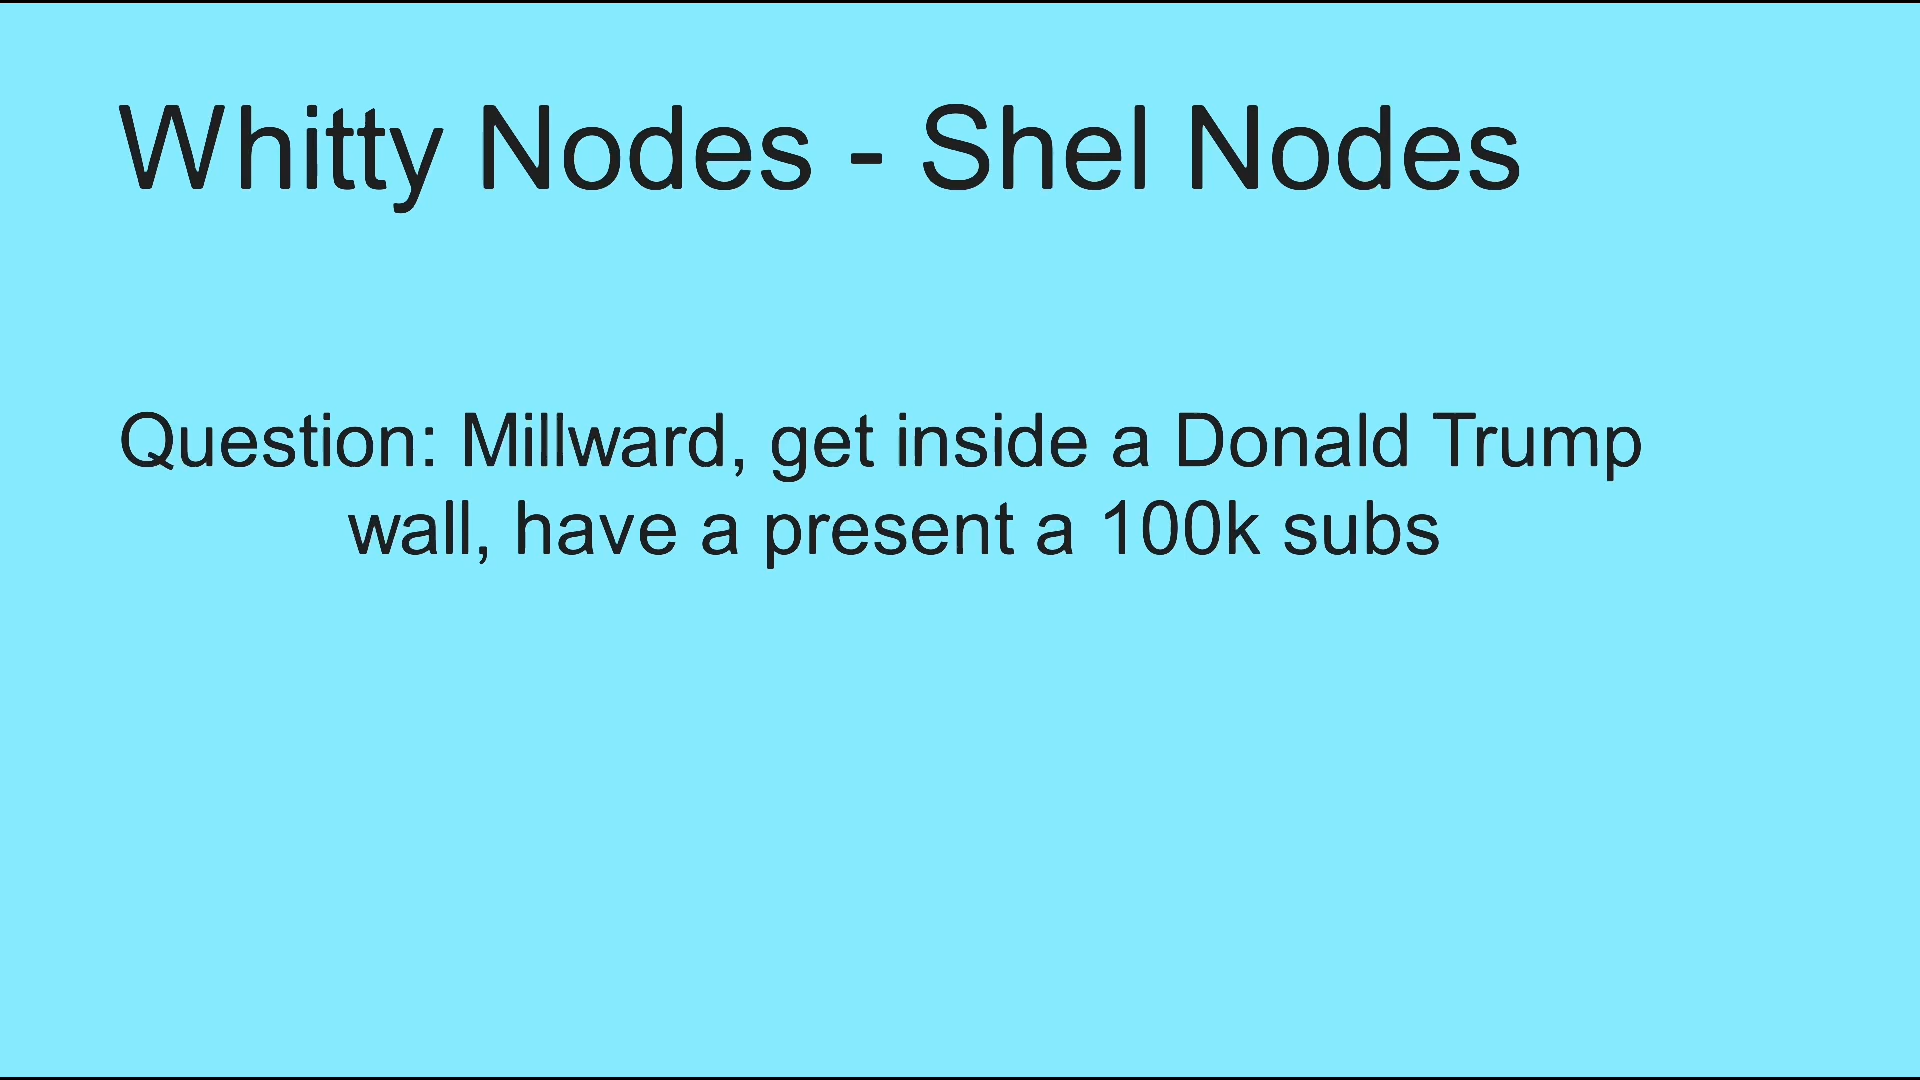 Whitty Nodes - Shel Nodes
Question: Millward, get inside a Donald Trump
wall, have a present a 100k subs